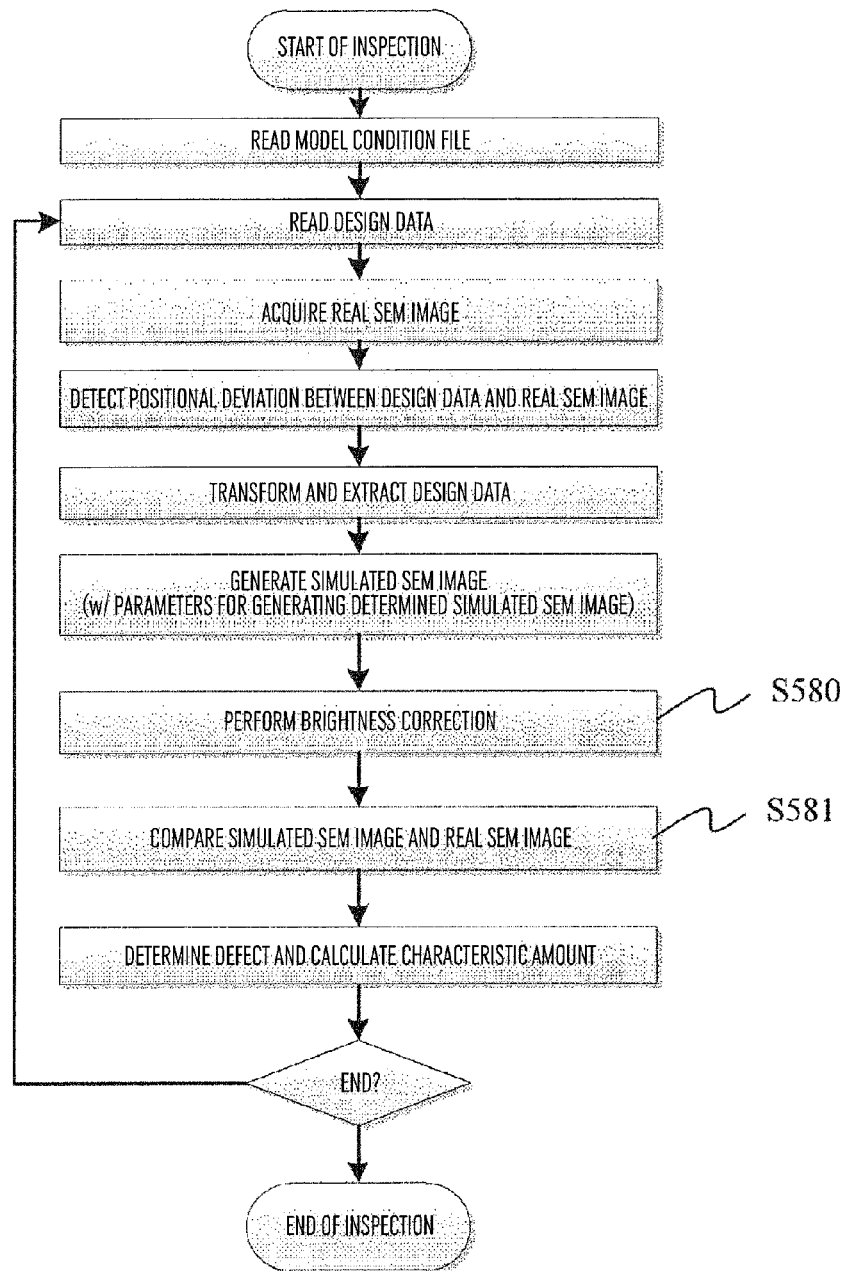 START OF INSPECTION
READ MODEL CONDITION FILE
READ DESIGN DATA
ACQUIRE REAL SEM IMAGE
DETECT POSITIONAL DEVIATION BETWEEN DESIGN DATA AND REAL SEM IMAGE
TRANSFORM AND EXTRACT DESIGN DATA
GENERATE SIMULATED SEM IMAGE
(w/ PARAMETERS FOR GENERATING DETERMINED SIMULATED SEM IMAGE)
S580
PERFORM BRIGHTNESS CORRECTION
S581
COMPARE SIMULATED SEM IMAGE AND REAL SEM IMAGE
DETERMINE DEFECT AND CALCULATE CHARACTERISTIC AMOUNT
END?
END OF INSPECTION